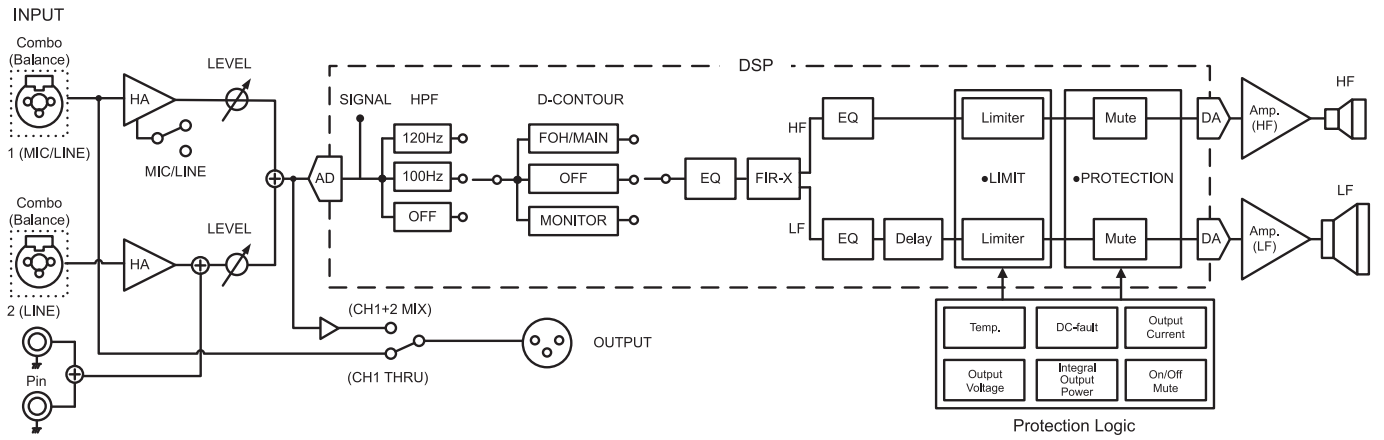 INPUT
Combo
(Balance)
1 (MIC/LINE)
HA
MIC/LINE
LEVEL
Combo
(Balance)
2 (LINE)
HA
LEVEL
Pin
DSP
AD
SIGNAL
HPF
120Hz
100Hz
OFF
D-CONTOUR
FOH/MAIN
OFF
MONITOR
EQ
FIR-X
HF
EQ
Limiter
Mute
DA
Amp.
(HF)
HF
•LIMIT
•PROTECTION
LF
EQ
Delay
Limiter
Mute
DA
Amp.
(LF)
LF
(CH1+2 MIX)
(CH1 THRU)
OUTPUT
Temp.
DC-fault
Output
Current
Output
Voltage
Integral
Output
Power
On/Off
Mute
Protection Logic